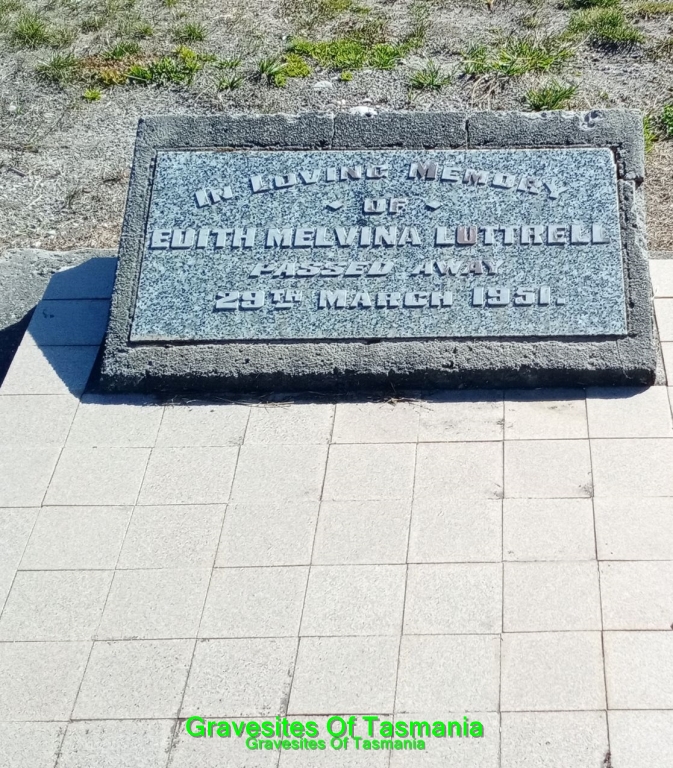 IN LOVING MEMORY
OF
EDITH MELVINA LUTTRELL
PASSED AWAY
29TH MARCH 1951.
Gravesites Of Tasmania
Gravesites Of Tasmania